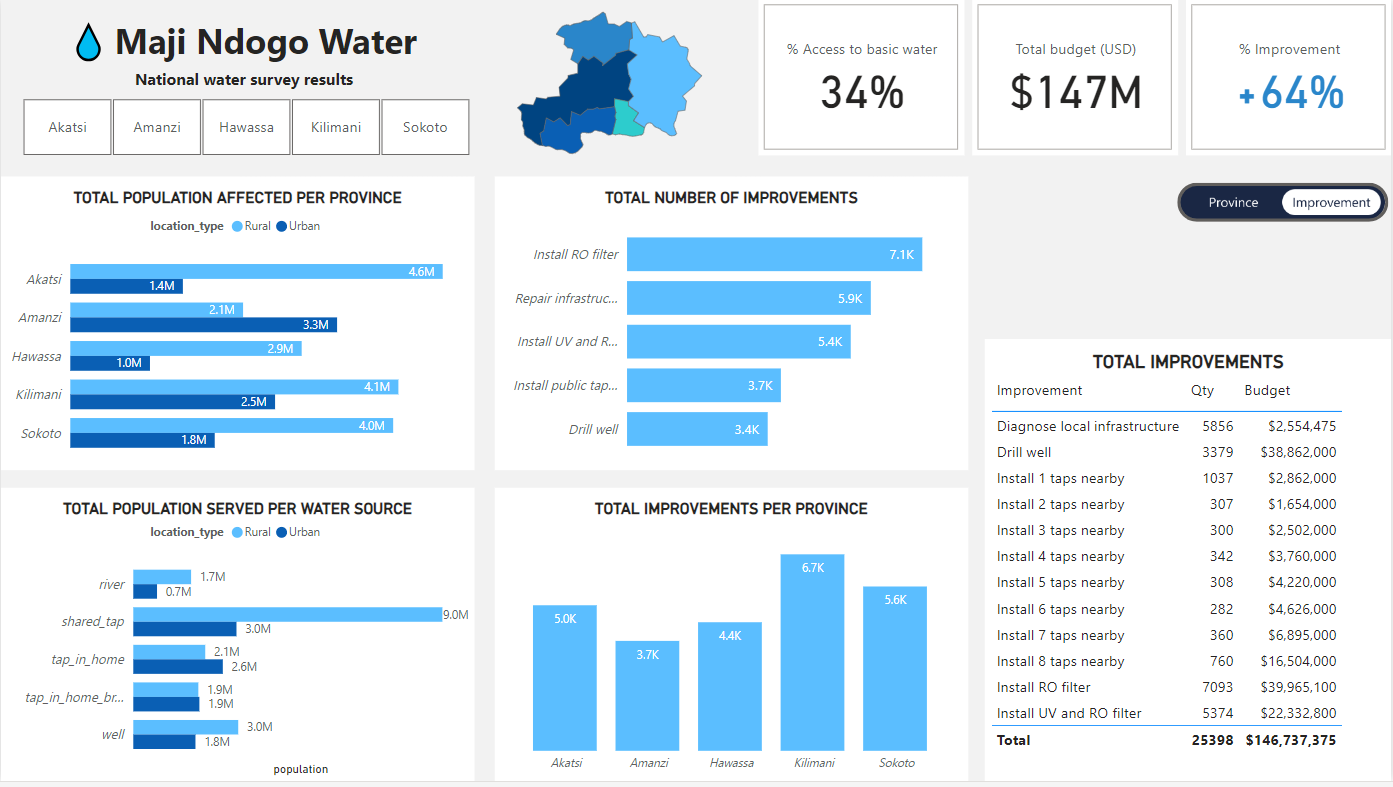 Maji Ndogo Water
National water survey results
Akatsi
Amanzi
Hawassa
Kilimani
Sokoto
% Access to basic water
34%
Total budget (USD)
$147M
% Improvement
+64%
Province
Improvement
TOTAL POPULATION AFFECTED PER PROVINCE
location_type Rural Urban
Akatsi 4.6M
1.4M
Amanzi 2.1M
3.3M
Hawassa 2.9M
1.0M
Kilimani 4.1M
2.5M
Sokoto 4.0M
1.8M
TOTAL NUMBER OF IMPROVEMENTS
Install RO filter 7.1K
Repair infrastruc... 5.9K
Install UV and R... 5.4K
Install public tap... 3.7K
Drill well 3.4K
TOTAL POPULATION SERVED PER WATER SOURCE
location_type Rural Urban
river 1.7M
0.7M
shared_tap 9.0M
3.0M
tap_in_home 2.1M
2.6M
tap_in_home_br... 1.9M
1.9M
well 3.0M
1.8M
population
TOTAL IMPROVEMENTS PER PROVINCE
5.0K
3.7K
4.4K
6.7K
5.6K
Akatsi Amanzi Hawassa Kilimani Sokoto
TOTAL IMPROVEMENTS
Improvement Qty Budget
Diagnose local infrastructure 5856 $2,554,475
Drill well 3379 $38,862,000
Install 1 taps nearby 1037 $2,862,000
Install 2 taps nearby 307 $1,654,000
Install 3 taps nearby 300 $2,502,000
Install 4 taps nearby 342 $3,760,000
Install 5 taps nearby 308 $4,220,000
Install 6 taps nearby 282 $4,626,000
Install 7 taps nearby 360 $6,895,000
Install 8 taps nearby 760 $16,504,000
Install RO filter 7093 $39,965,100
Install UV and RO filter 5374 $22,332,800
Total 25398 $146,737,375